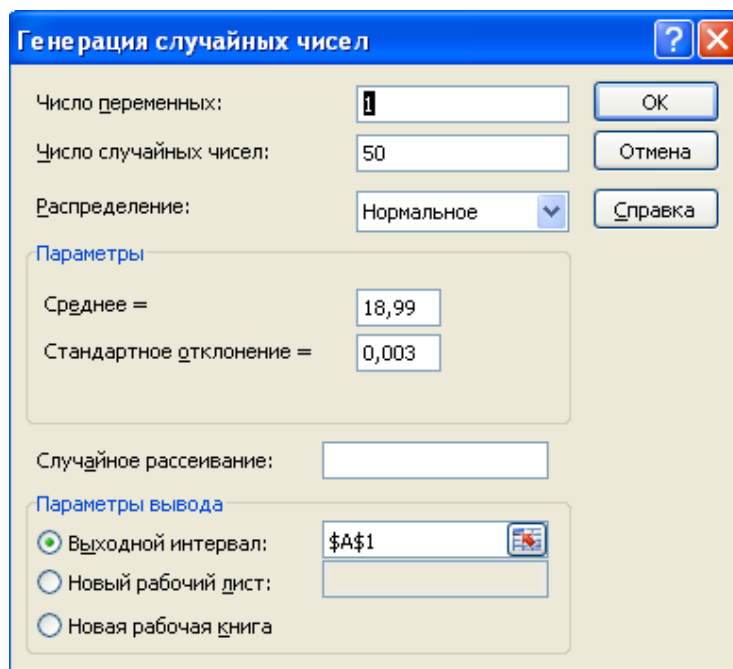 Генерация случайных чисел
Число переменных: 1 ОК
Число случайных чисел: 50 Отмена
Распределение: Нормальное Справка
Параметры
Среднее = 18,99
Стандартное отклонение = 0,003
Случайное рассеивание:
Параметры вывода
Выходной интервал: $A$1
Новый рабочий лист:
Новая рабочая книга